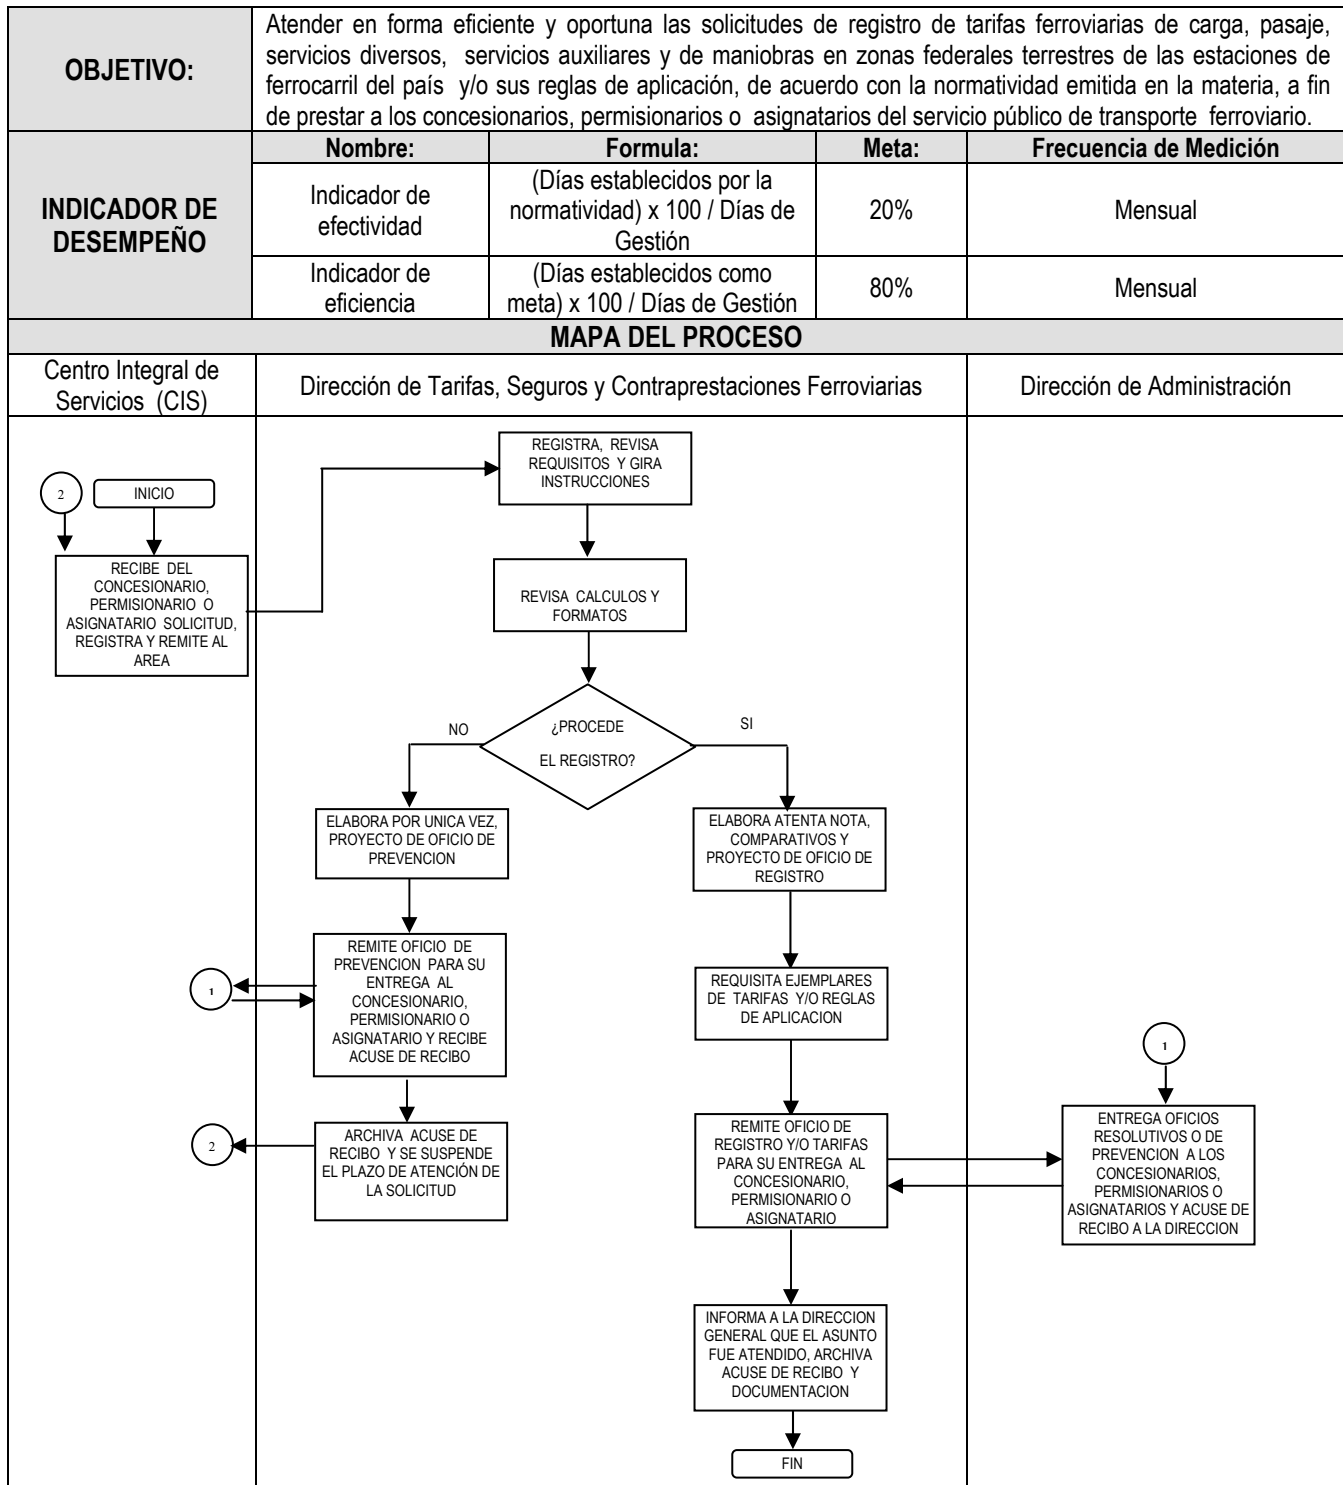 OBJETIVO:
Atender en forma eficiente y oportuna las solicitudes de registro de tarifas ferroviarias de carga, pasaje,
servicios diversos, servicios auxiliares y de maniobras en zonas federales terrestres de las estaciones de
ferrocarril del país y/o sus reglas de aplicación, de acuerdo con la normatividad emitida en la materia, a fin
de prestar a los concesionarios, permisionarios o asignatarios del servicio público de transporte ferroviario.
INDICADOR DE
DESEMPEÑO
Nombre:
Formula:
Meta:
Frecuencia de Medición
Indicador de
efectividad
(Días establecidos por la
normatividad) x 100 / Días de
Gestión
20%
Mensual
Indicador de
eficiencia
(Días establecidos como
meta) x 100 / Días de Gestión
80%
Mensual
MAPA DEL PROCESO
Centro Integral de
Servicios (CIS)
Dirección de Tarifas, Seguros y Contraprestaciones Ferroviarias
Dirección de Administración
2
INICIO
RECIBE DEL
CONCESIONARIO,
PERMISIONARIO O
ASIGNATARIO SOLICITUD,
REGISTRA Y REMITE AL
AREA
REGISTRA, REVISA
REQUISITOS Y GIRA
INSTRUCCIONES
REVISA CALCULOS Y
FORMATOS
¿PROCEDE
EL REGISTRO?
NO
SI
ELABORA POR UNICA VEZ,
PROYECTO DE OFICIO DE
PREVENCION
REMITE OFICIO DE
PREVENCION PARA SU
ENTREGA AL
CONCESIONARIO,
PERMISIONARIO O
ASIGNATARIO Y RECIBE
ACUSE DE RECIBO
1
ARCHIVA ACUSE DE
RECIBO Y SE SUSPENDE
EL PLAZO DE ATENCIÓN DE
LA SOLICITUD
2
ELABORA ATENTA NOTA,
COMPARATIVOS Y
PROYECTO DE OFICIO DE
REGISTRO
REQUISITA EJEMPLARES
DE TARIFAS Y/O REGLAS
DE APLICACION
REMITE OFICIO DE
REGISTRO Y/O TARIFAS
PARA SU ENTREGA AL
CONCESIONARIO,
PERMISIONARIO O
ASIGNATARIO
1
ENTREGA OFICIOS
RESOLUTIVOS O DE
PREVENCION A LOS
CONCESIONARIOS,
PERMISIONARIOS O
ASIGNATARIOS Y ACUSE DE
RECIBO A LA DIRECCION
INFORMA A LA DIRECCION
GENERAL QUE EL ASUNTO
FUE ATENDIDO, ARCHIVA
ACUSE DE RECIBO Y
DOCUMENTACION
FIN